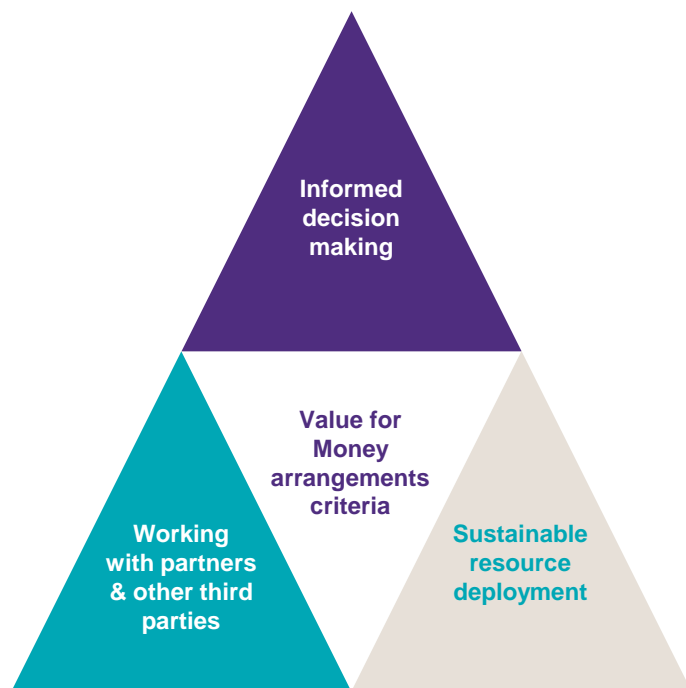 Informed
decision
making
Value for
Money
arrangements
criteria
Working
with partners
& other third
parties
Sustainable
resource
deployment